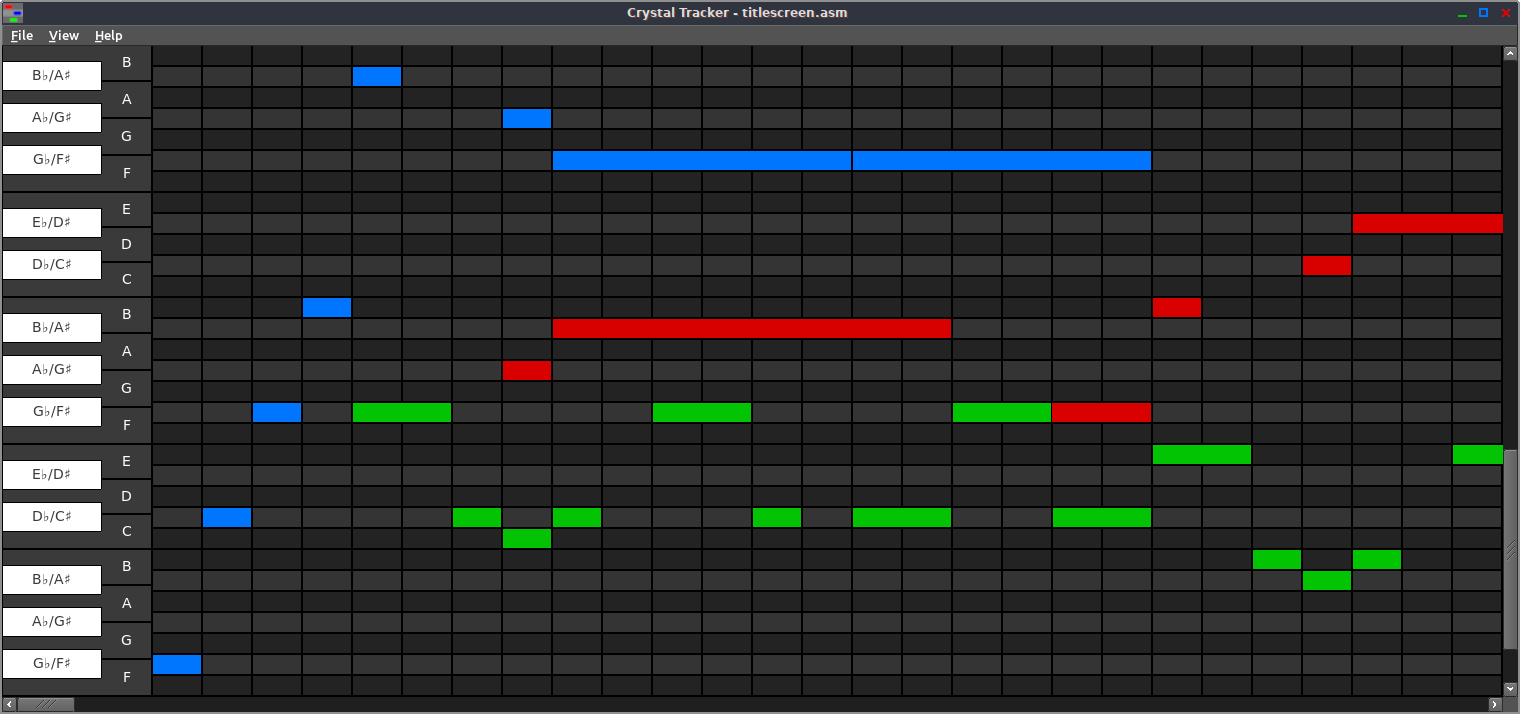 Crystal Tracker - titlescreen.asm
File View Help
B
B♭/A♯
A
A♭/G♯
G
G♭/F♯
F
E
E♭/D♯
D
D♭/C♯
C
B
B♭/A♯
A
A♭/G♯
G
G♭/F♯
F
E
E♭/D♯
D
D♭/C♯
C
B
B♭/A♯
A
A♭/G♯
G
G♭/F♯
F